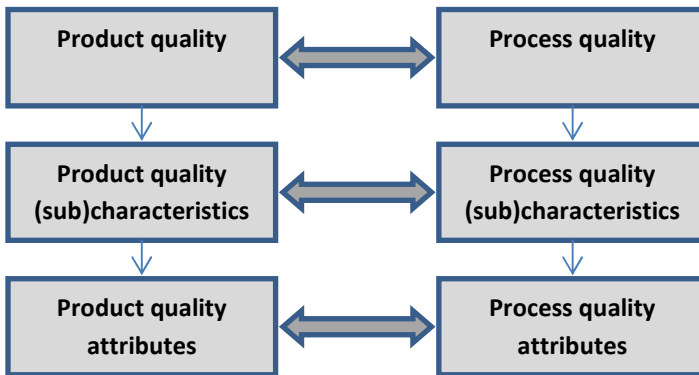 Product quality
Process quality
Product quality
(sub)characteristics
Process quality
(sub)characteristics
Product quality
attributes
Process quality
attributes